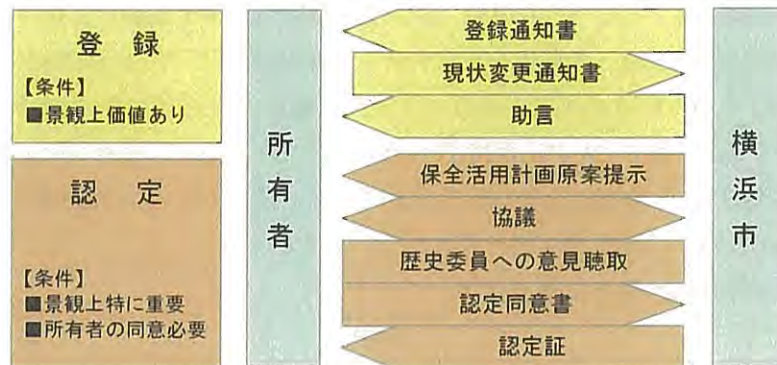 登 録
【条件】
■景観上価値あり
認 定
【条件】
■景観上特に重要
■所有者の同意必要
所有者
登録通知書
現状変更通知書
助言
保全活用計画原案提示
協議
歴史委員への意見聴取
認定同意書
認定証
横浜市